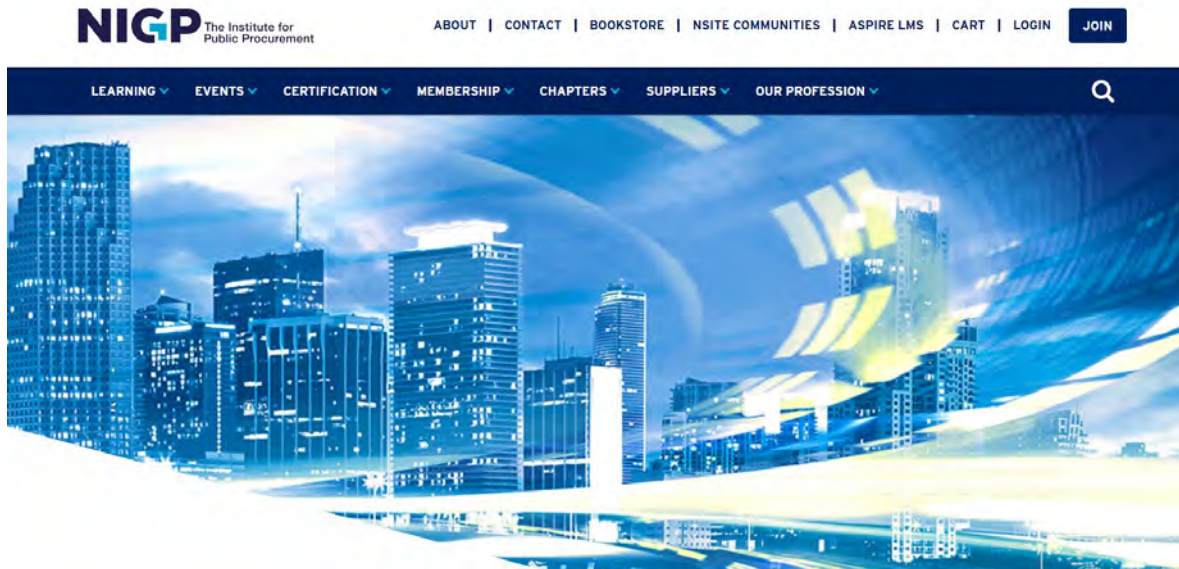 NIGP The Institute for
Public Procurement
ABOUT | CONTACT | BOOKSTORE | NSITE COMMUNITIES | ASPIRE LMS | CART | LOGIN JOIN
LEARNING EVENTS CERTIFICATION MEMBERSHIP CHAPTERS SUPPLIERS OUR PROFESSION